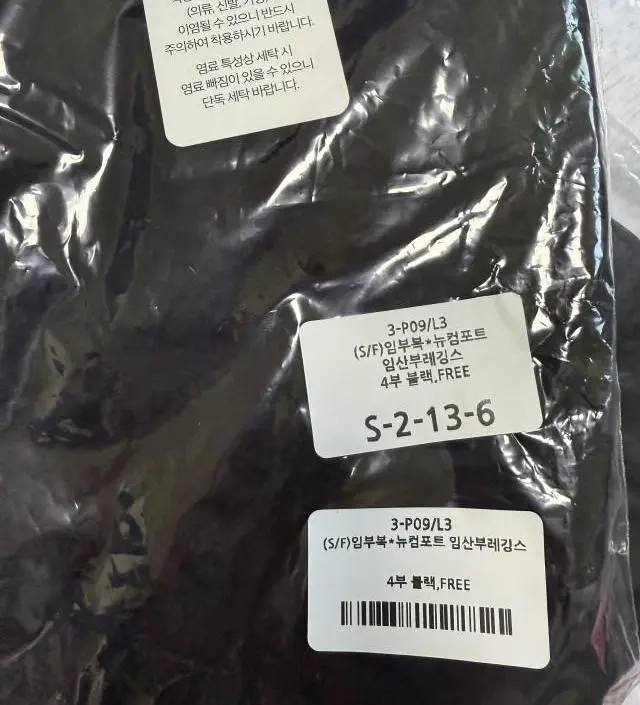 (의류, 신발, 가방)
이염될 수 있으니 반드시
주의하여 착용하시기 바랍니다.
염료 특성상 세탁 시
염료 빠짐이 있을 수 있으니
단독 세탁 바랍니다.
3-P09/L3
(S/F)임부복*뉴컴포트
임산부레깅스
4부 블랙,FREE
S-2-13-6
3-P09/L3
(S/F)임부복*뉴컴포트 임산부레깅스
4부 블랙,FREE